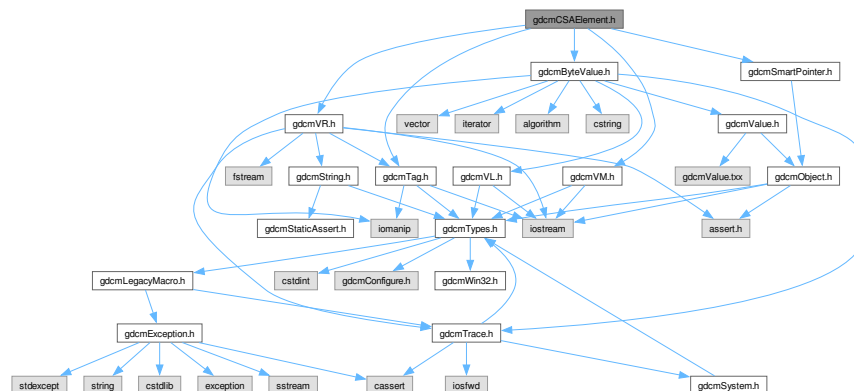 gdcmCSAElement.h
gdcmByteValue.h
gdcmSmartPointer.h
gdcmVR.h
vector
iterator
algorithm
cstring
gdcmValue.h
fstream
gdcmString.h
gdcmTag.h
gdcmVL.h
gdcmVM.h
gdcmValue.txx
gdcmObject.h
gdcmStaticAssert.h
iomanip
gdcmTypes.h
iostream
assert.h
gdcmLegacyMacro.h
cstdint
gdcmConfigure.h
gdcmWin32.h
gdcmException.h
gdcmTrace.h
stdexcept
string
cstdlib
exception
sstream
cassert
iosfwd
gdcmSystem.h